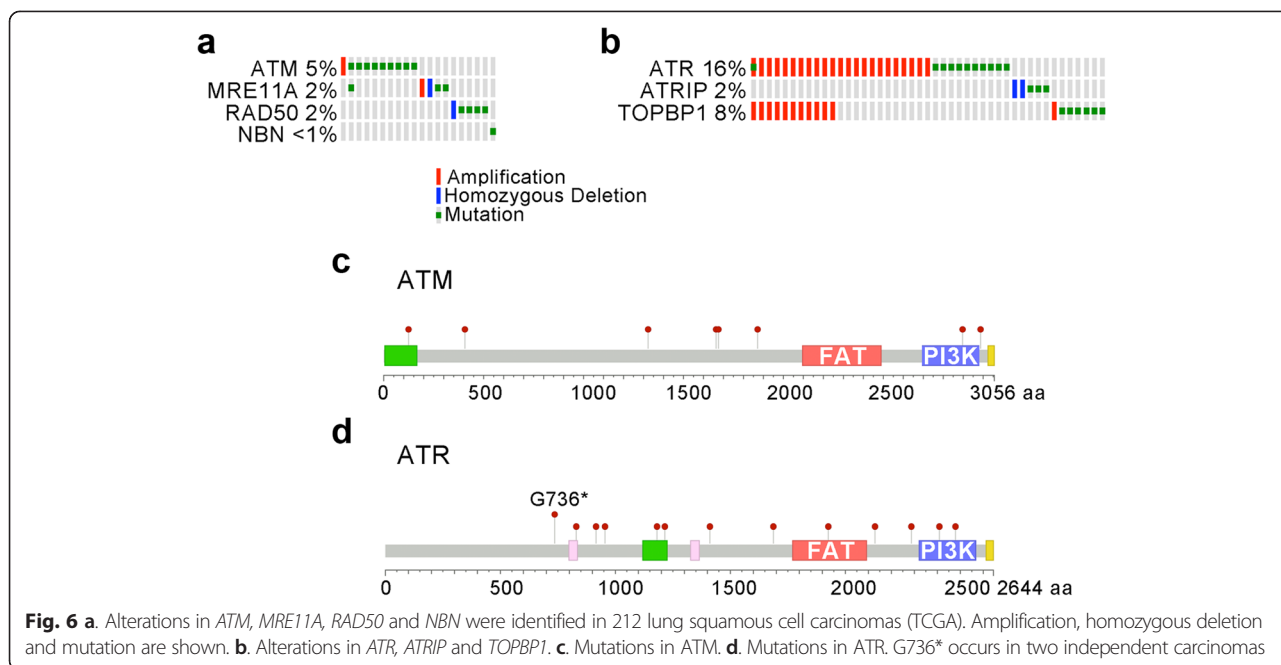 a
ATM 5%
MRE11A 2%
RAD50 2%
NBN <1%
b
ATR 16%
ATRIP 2%
TOPBP1 8%
Amplification
Homozygous Deletion
Mutation
c
ATM
FAT PI3K
0 500 1000 1500 2000 2500 3056 aa
d
ATR
G736*
FAT PI3K
0 500 1000 1500 2000 2500 2644 aa
Fig. 6 a. Alterations in ATM, MRE11A, RAD50 and NBN were identified in 212 lung squamous cell carcinomas (TCGA). Amplification, homozygous deletion
and mutation are shown. b. Alterations in ATR, ATRIP and TOPBP1. c. Mutations in ATM. d. Mutations in ATR. G736* occurs in two independent carcinomas